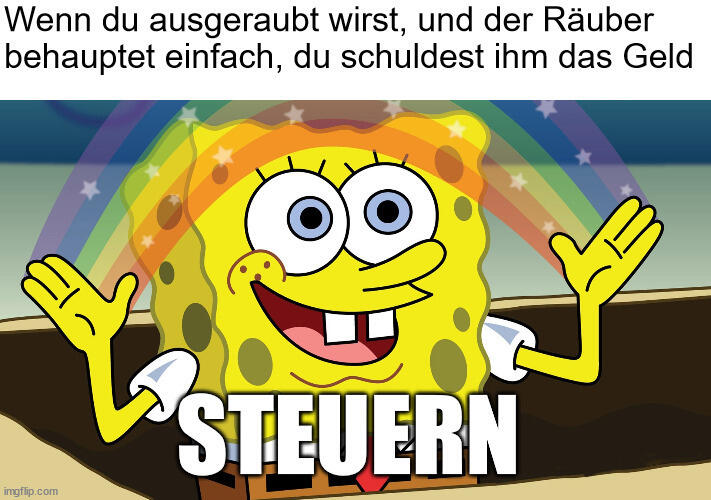 Wenn du ausgeraubt wirst, und der Räuber
behauptet einfach, du schuldest ihm das Geld
STEUERN
imgflip.com